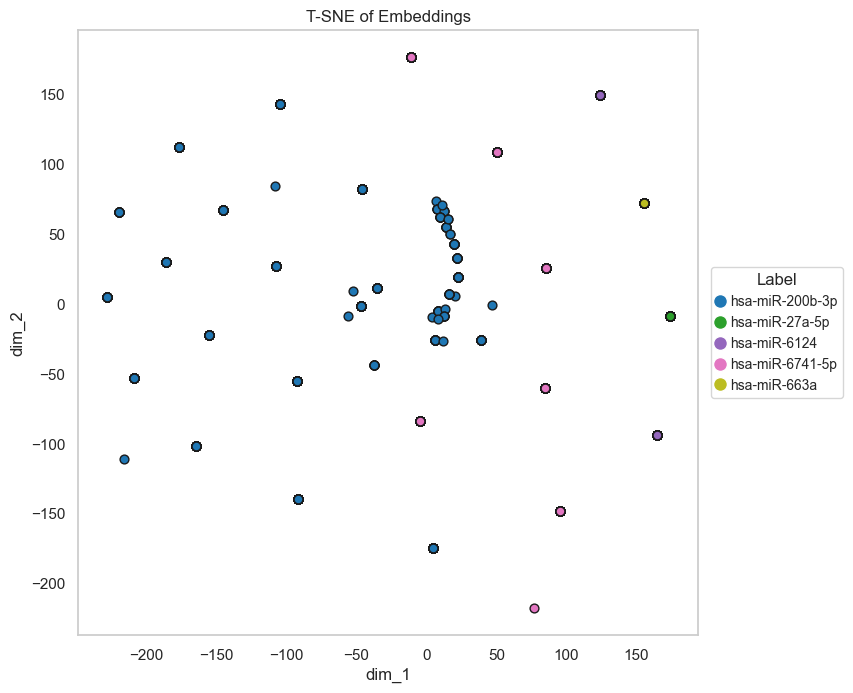 T-SNE of Embeddings
150
100
50
0
−50
−100
−150
−200
dim_2
−200
−150
−100
−50
0
50
100
150
dim_1
Label
hsa-miR-200b-3p
hsa-miR-27a-5p
hsa-miR-6124
hsa-miR-6741-5p
hsa-miR-663a